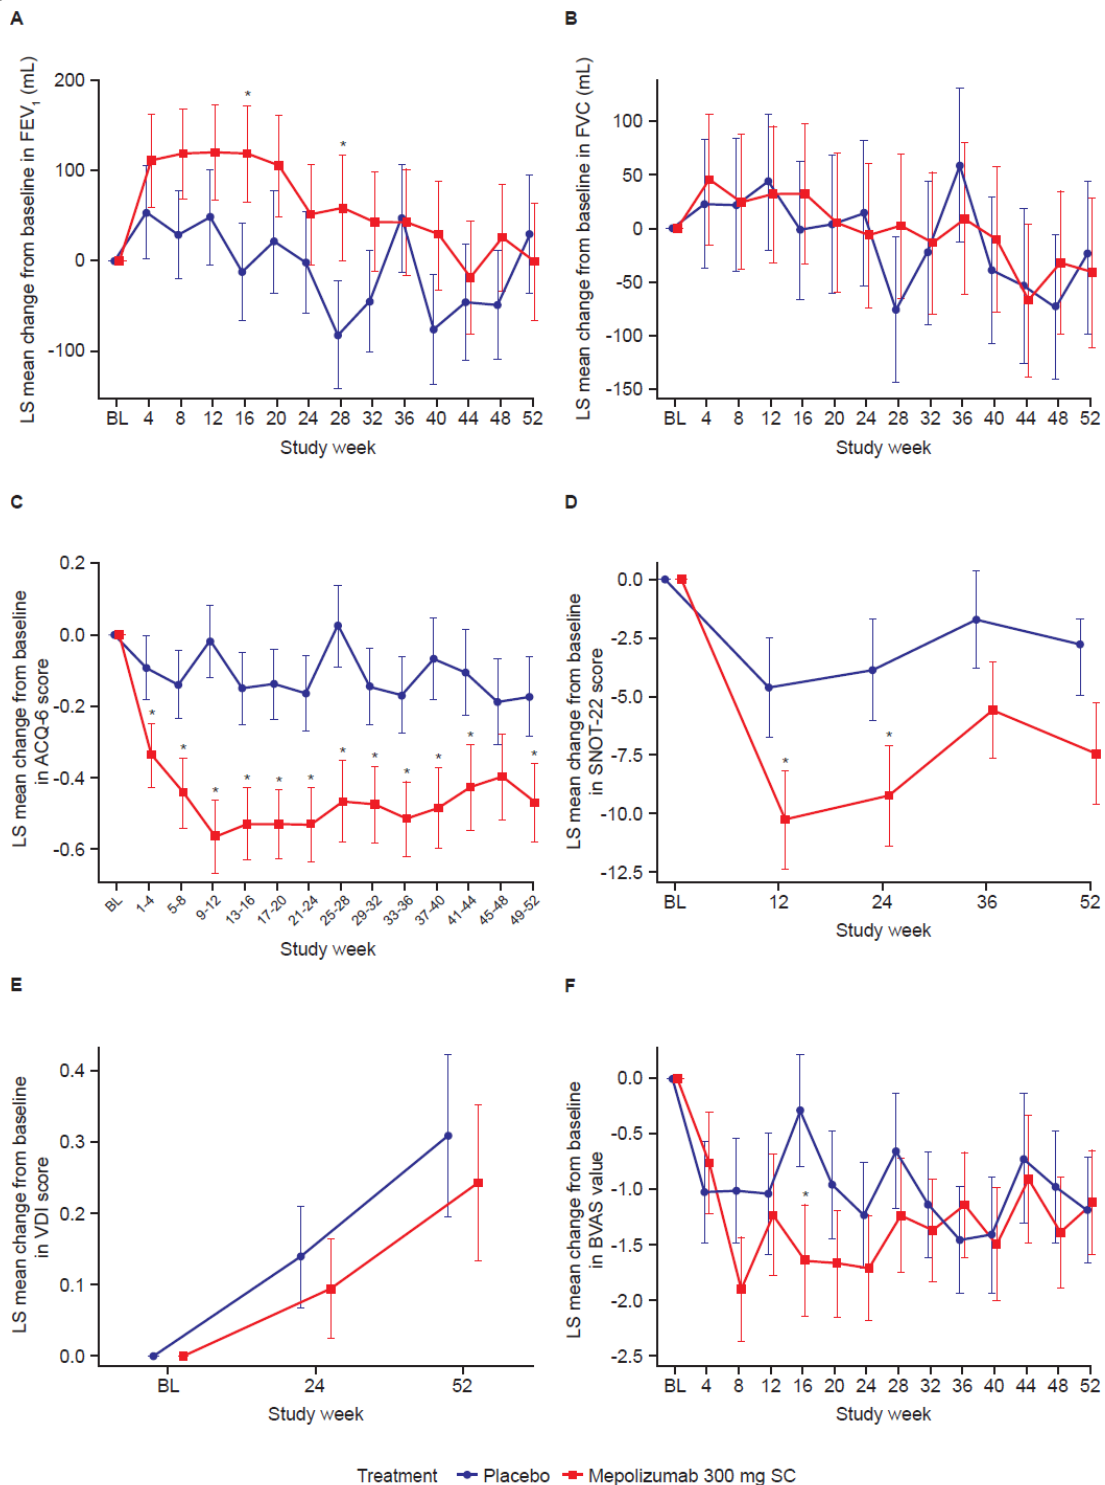 A
LS mean change from baseline in FEV₁ (mL)
200
100
0
-100
*
*
BL 4 8 12 16 20 24 28 32 36 40 44 48 52
Study week
B
LS mean change from baseline in FVC (mL)
100
50
0
-50
-100
-150
BL 4 8 12 16 20 24 28 32 36 40 44 48 52
Study week
C
LS mean change from baseline
in ACQ-6 score
0.2
0.0
-0.2
-0.4
-0.6
* * * * * * * * * * * *
BL 1-4 5-8 9-12 13-16 17-20 21-24 25-28 29-32 33-36 37-40 41-44 45-48 49-52
Study week
D
LS mean change from baseline
in SNOT-22 score
0.0
-2.5
-5.0
-7.5
-10.0
-12.5
* *
BL 12 24 36 52
Study week
E
LS mean change from baseline
in VDI score
0.4
0.3
0.2
0.1
0.0
BL 24 52
Study week
F
LS mean change from baseline
in BVAS value
0.0
-0.5
-1.0
-1.5
-2.0
-2.5
*
BL 4 8 12 16 20 24 28 32 36 40 44 48 52
Study week
Treatment Placebo Mepolizumab 300 mg SC